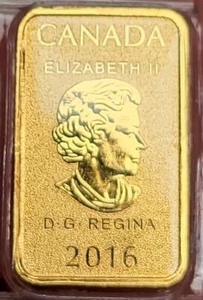 CANADA
ELIZABETH II
D·G·REGINA
2016